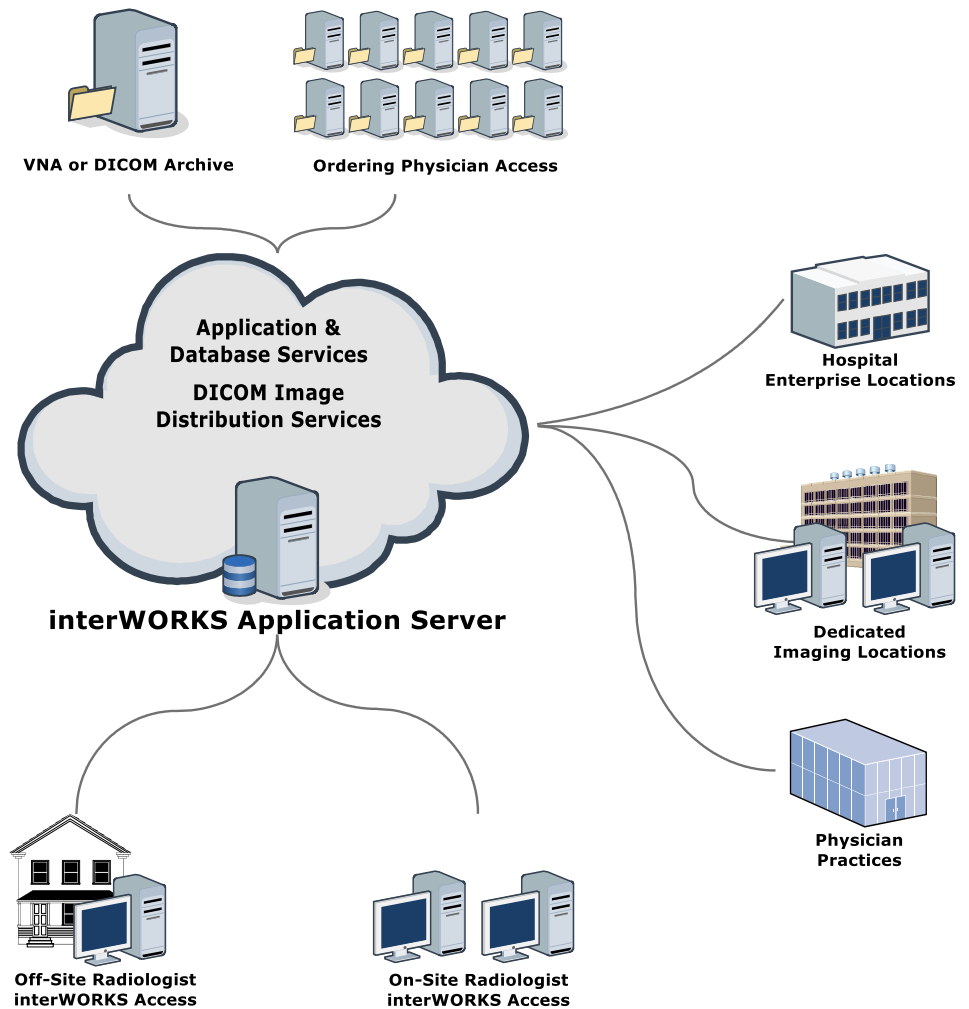 VNA or DICOM Archive
Ordering Physician Access
Application &
Database Services
DICOM Image
Distribution Services
interWORKS Application Server
Hospital
Enterprise Locations
Dedicated
Imaging Locations
Physician
Practices
Off-Site Radiologist
interWORKS Access
On-Site Radiologist
interWORKS Access